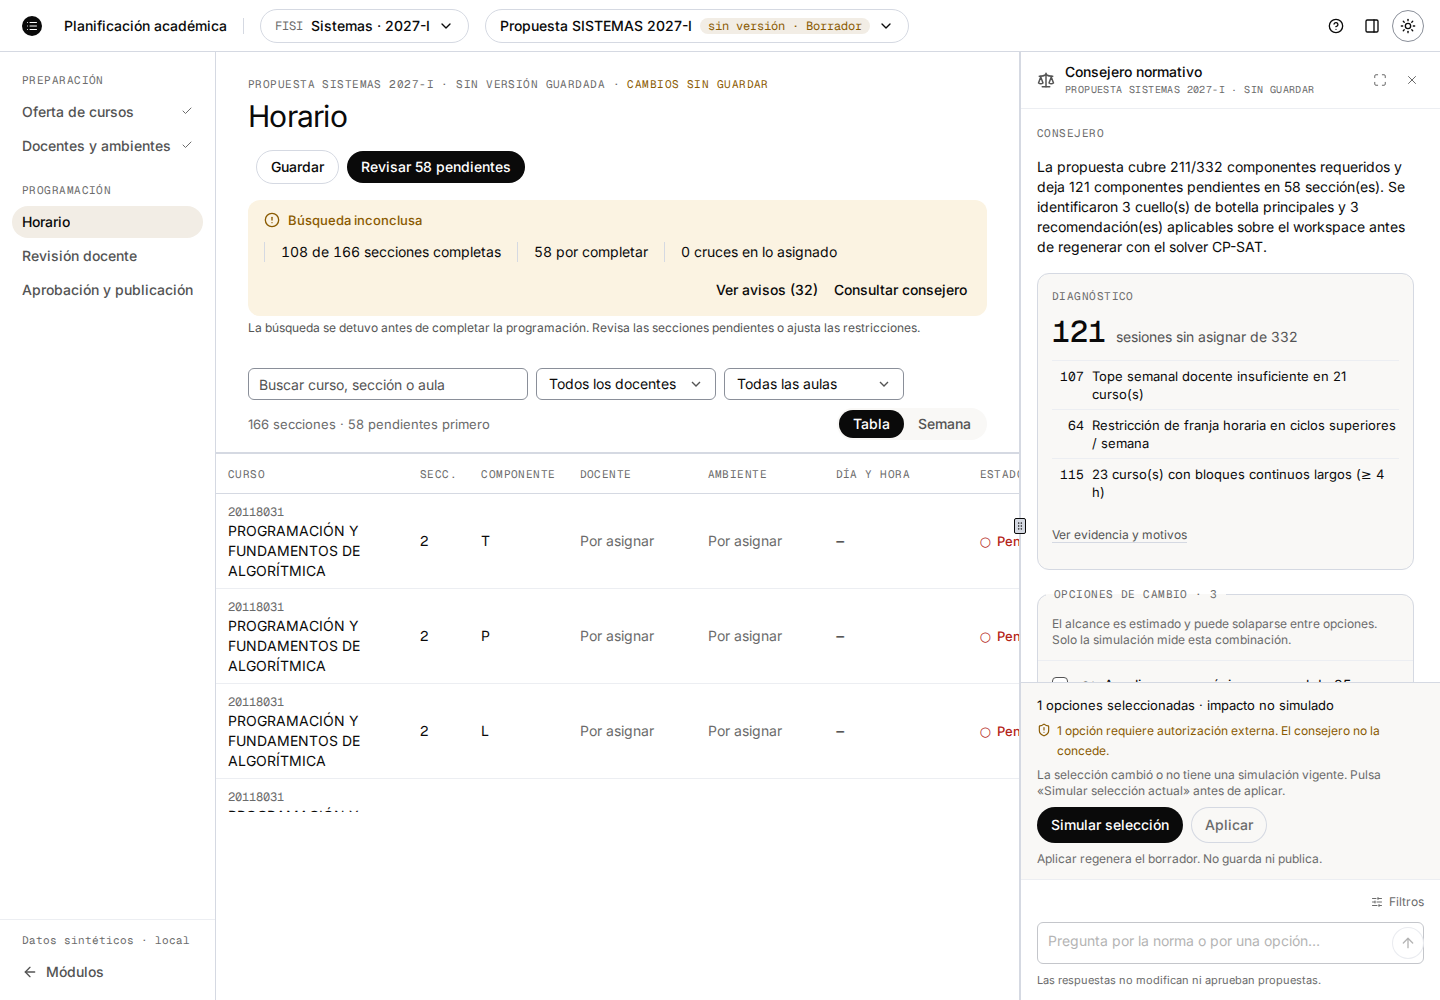 Planificación académica
FISI Sistemas · 2027-I
Propuesta SISTEMAS 2027-I sin versión · Borrador
PREPARACIÓN
Oferta de cursos
Docentes y ambientes
PROGRAMACIÓN
Horario
Revisión docente
Aprobación y publicación
Datos sintéticos · local
Módulos
PROPUESTA SISTEMAS 2027-I · SIN VERSIÓN GUARDADA · CAMBIOS SIN GUARDAR
Horario
Guardar
Revisar 58 pendientes
Búsqueda inconclusa
108 de 166 secciones completas
58 por completar
0 cruces en lo asignado
Ver avisos (32)
Consultar consejero
La búsqueda se detuvo antes de completar la programación. Revisa las secciones pendientes o ajusta las restricciones.
Buscar curso, sección o aula
Todos los docentes
Todas las aulas
166 secciones · 58 pendientes primero
Tabla
Semana
CURSO SECC. COMPONENTE DOCENTE AMBIENTE DÍA Y HORA ESTADO
20118031
PROGRAMACIÓN Y
FUNDAMENTOS DE
ALGORÍTMICA
2 T Por asignar Por asignar – Pen
20118031
PROGRAMACIÓN Y
FUNDAMENTOS DE
ALGORÍTMICA
2 P Por asignar Por asignar – Pen
20118031
PROGRAMACIÓN Y
FUNDAMENTOS DE
ALGORÍTMICA
2 L Por asignar Por asignar – Pen
20118031
Consejero normativo
PROPUESTA SISTEMAS 2027-I · SIN GUARDAR
CONSEJERO
La propuesta cubre 211/332 componentes requeridos y
deja 121 componentes pendientes en 58 sección(es). Se
identificaron 3 cuello(s) de botella principales y 3
recomendación(es) aplicables sobre el workspace antes
de regenerar con el solver CP-SAT.
DIAGNÓSTICO
121 sesiones sin asignar de 332
107 Tope semanal docente insuficiente en 21
curso(s)
64 Restricción de franja horaria en ciclos superiores
/ semana
115 23 curso(s) con bloques continuos largos (≥ 4
h)
Ver evidencia y motivos
OPCIONES DE CAMBIO · 3
El alcance es estimado y puede solaparse entre opciones.
Solo la simulación mide esta combinación.
1 opciones seleccionadas · impacto no simulado
1 opción requiere autorización externa. El consejero no la
concede.
La selección cambió o no tiene una simulación vigente. Pulsa
«Simular selección actual» antes de aplicar.
Simular selección
Aplicar
Aplicar regenera el borrador. No guarda ni publica.
Filtros
Pregunta por la norma o por una opción...
Las respuestas no modifican ni aprueban propuestas.